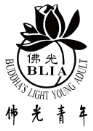 佛光
BLIA
BUDDHA'S LIGHT YOUNG ADULT
佛光青年